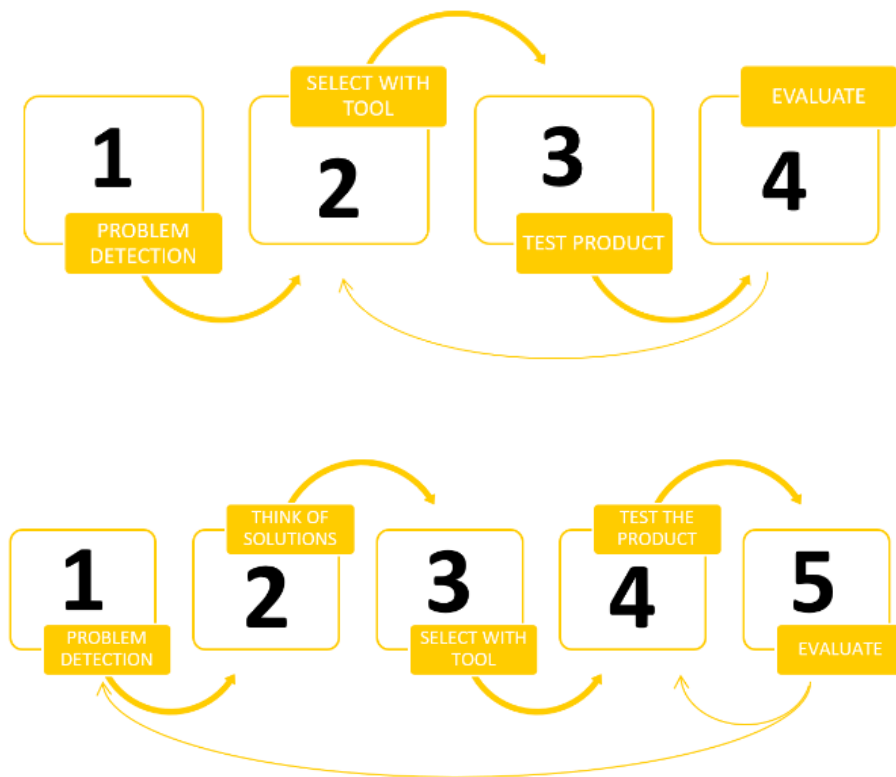 1
PROBLEM
DETECTION
SELECT WITH
TOOL
2
3
TEST PRODUCT
EVALUATE
4
1
PROBLEM
DETECTION
THINK OF
SOLUTIONS
2
3
SELECT WITH
TOOL
TEST THE
PRODUCT
4
5
EVALUATE